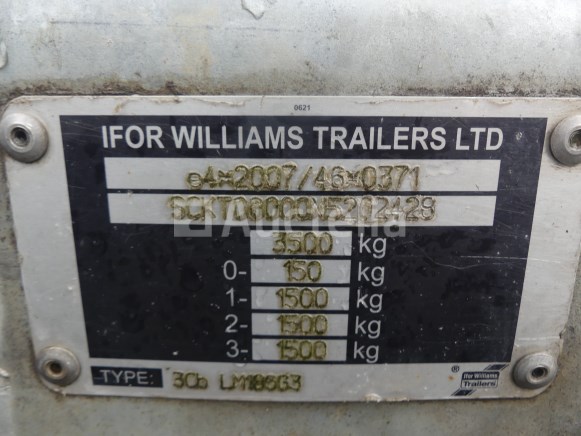 0621
IFOR WILLIAMS TRAILERS LTD
e4*2007/46*0371
3500 kg
0- 150 kg
1- 1500 kg
2- 1500 kg
3- 1500 kg
®
Ifor Williams
Trailers
TYPE: 3Cb LM186G3